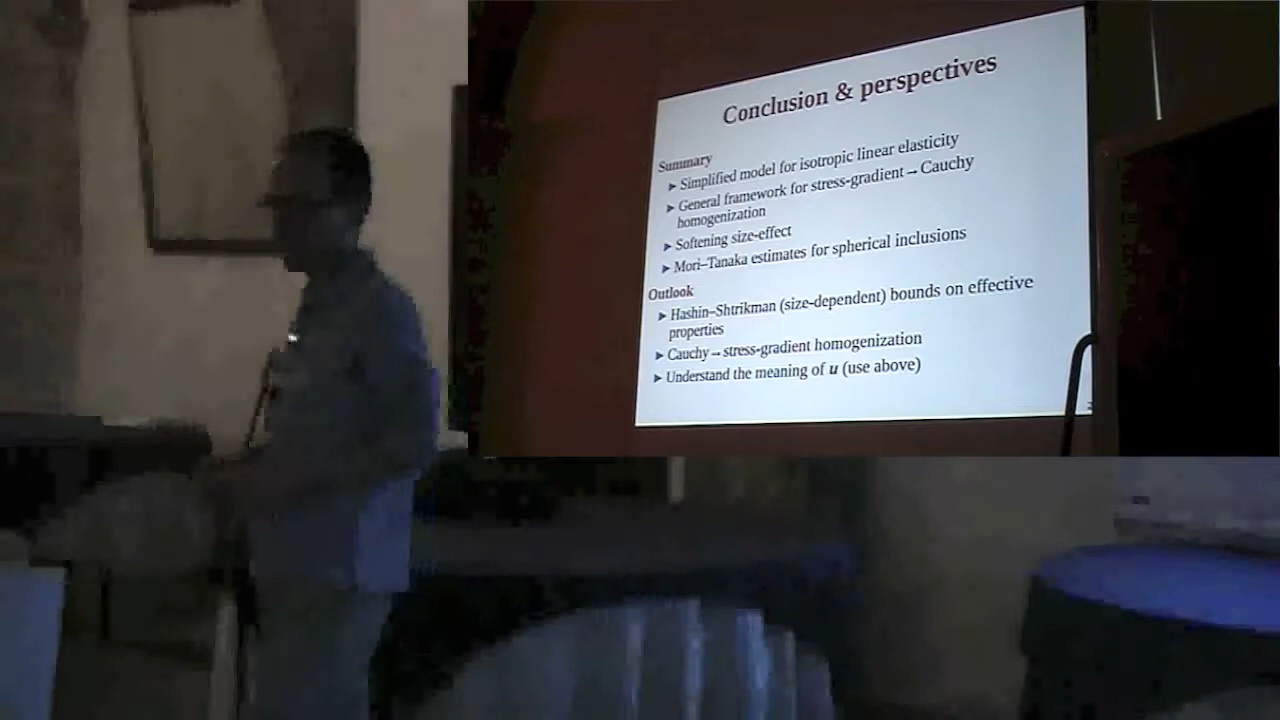 Conclusion & perspectives
Summary
➤ Simplified model for isotropic linear elasticity
➤ General framework for stress-gradient → Cauchy
homogenization
➤ Softening size-effect
➤ Mori–Tanaka estimates for spherical inclusions
Outlook
➤ Hashin–Shtrikman (size-dependent) bounds on effective
properties
➤ Cauchy → stress-gradient homogenization
➤ Understand the meaning of u (use above)